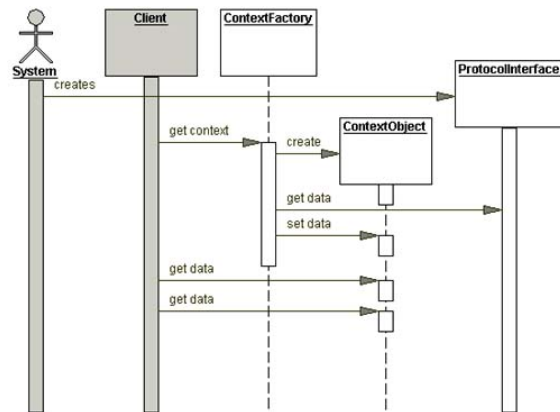 Client
ContextFactory
System
ProtocolInterface
creates
get context
create
ContextObject
get data
set data
get data
get data